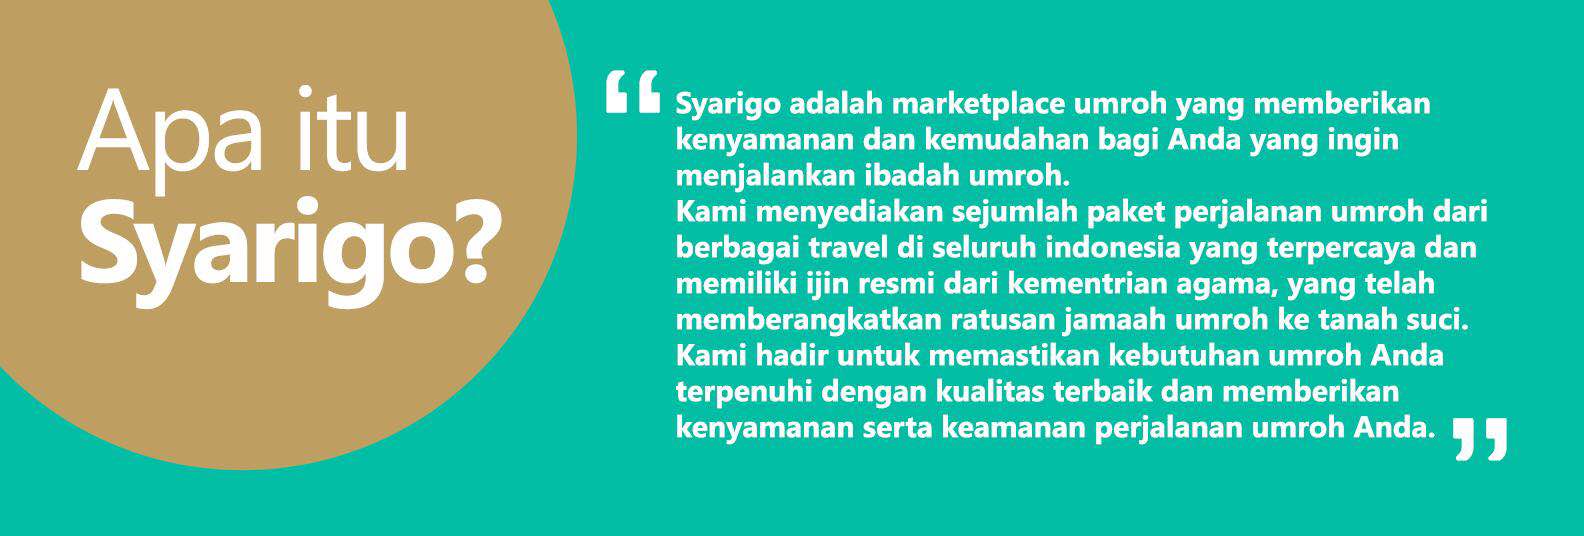 Apa itu
Syarigo?
“ Syarigo adalah marketplace umroh yang memberikan
kenyamanan dan kemudahan bagi Anda yang ingin
menjalankan ibadah umroh.
Kami menyediakan sejumlah paket perjalanan umroh dari
berbagai travel di seluruh indonesia yang terpercaya dan
memiliki ijin resmi dari kementrian agama, yang telah
memberangkatkan ratusan jamaah umroh ke tanah suci.
Kami hadir untuk memastikan kebutuhan umroh Anda
terpenuhi dengan kualitas terbaik dan memberikan
kenyamanan serta keamanan perjalanan umroh Anda. ”